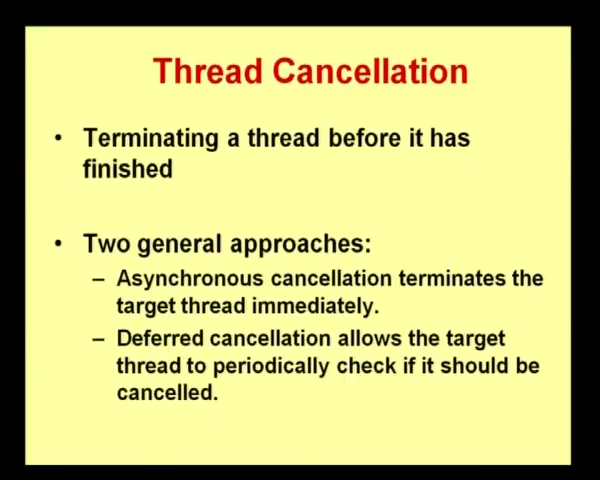 Thread Cancellation
• Terminating a thread before it has
finished
• Two general approaches:
– Asynchronous cancellation terminates the
target thread immediately.
– Deferred cancellation allows the target
thread to periodically check if it should be
cancelled.